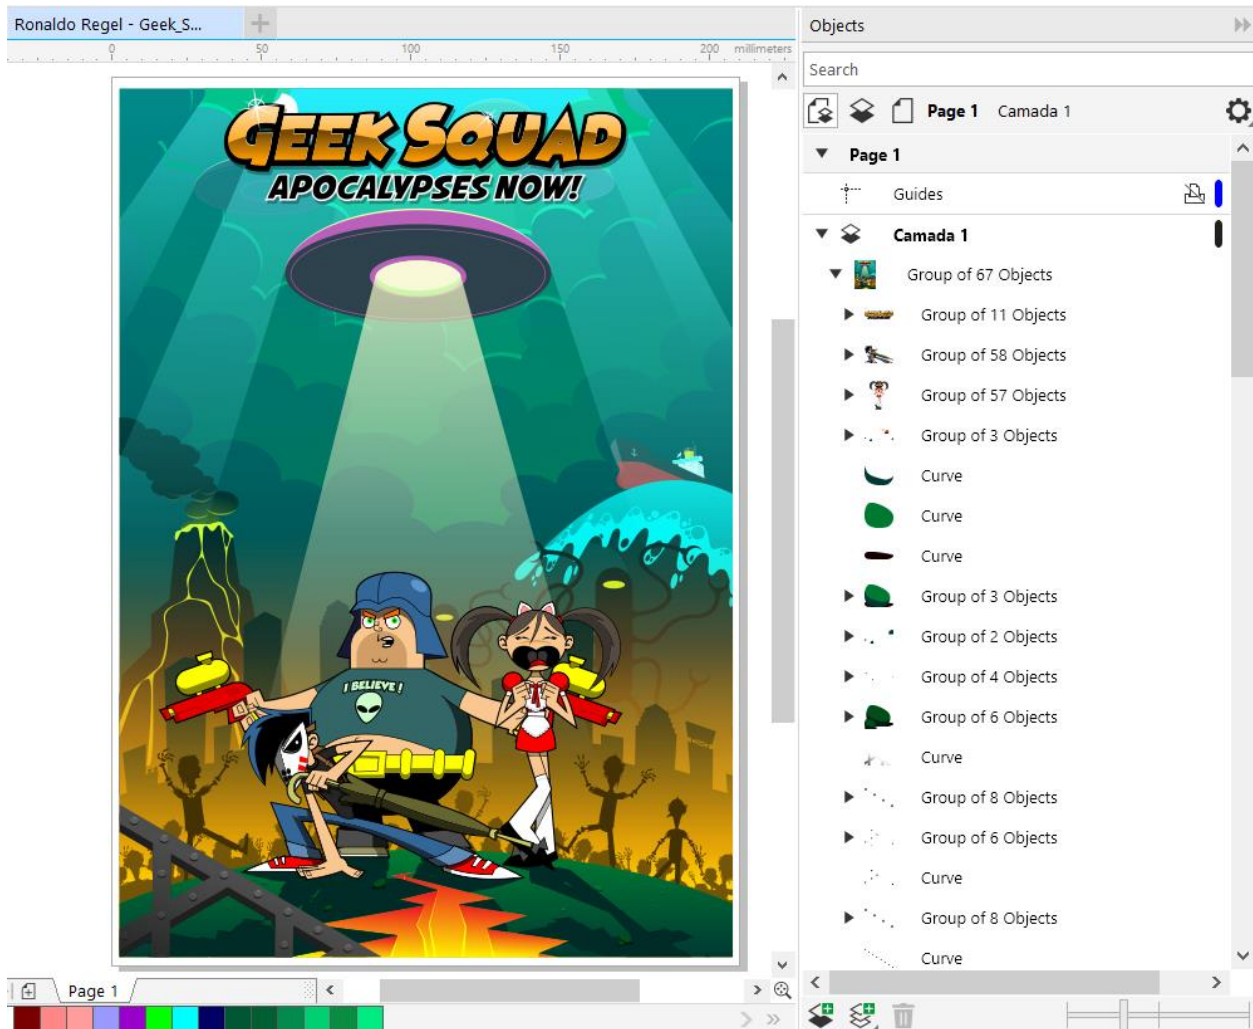 Ronaldo Regel - Geek_S...
0 50 100 150 200 millimeters
GEEK SQUAD
APOCALYPSES NOW!
I BELIEVE !
Page 1
Objects
Search
Page 1 Camada 1
Page 1
Guides
Camada 1
Group of 67 Objects
Group of 11 Objects
Group of 58 Objects
Group of 57 Objects
Group of 3 Objects
Curve
Curve
Curve
Group of 3 Objects
Group of 2 Objects
Group of 4 Objects
Group of 6 Objects
Curve
Group of 8 Objects
Group of 6 Objects
Curve
Group of 8 Objects
Curve